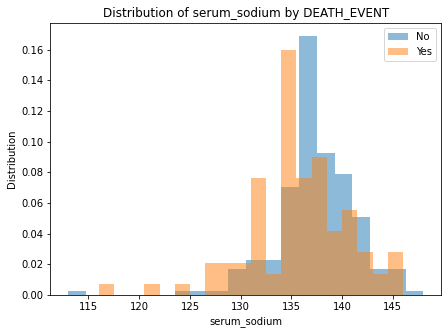 Distribution of serum_sodium by DEATH_EVENT
No
Yes
0.16
0.14
0.12
0.10
0.08
0.06
0.04
0.02
0.00
Distribution
115 120 125 130 135 140 145
serum_sodium